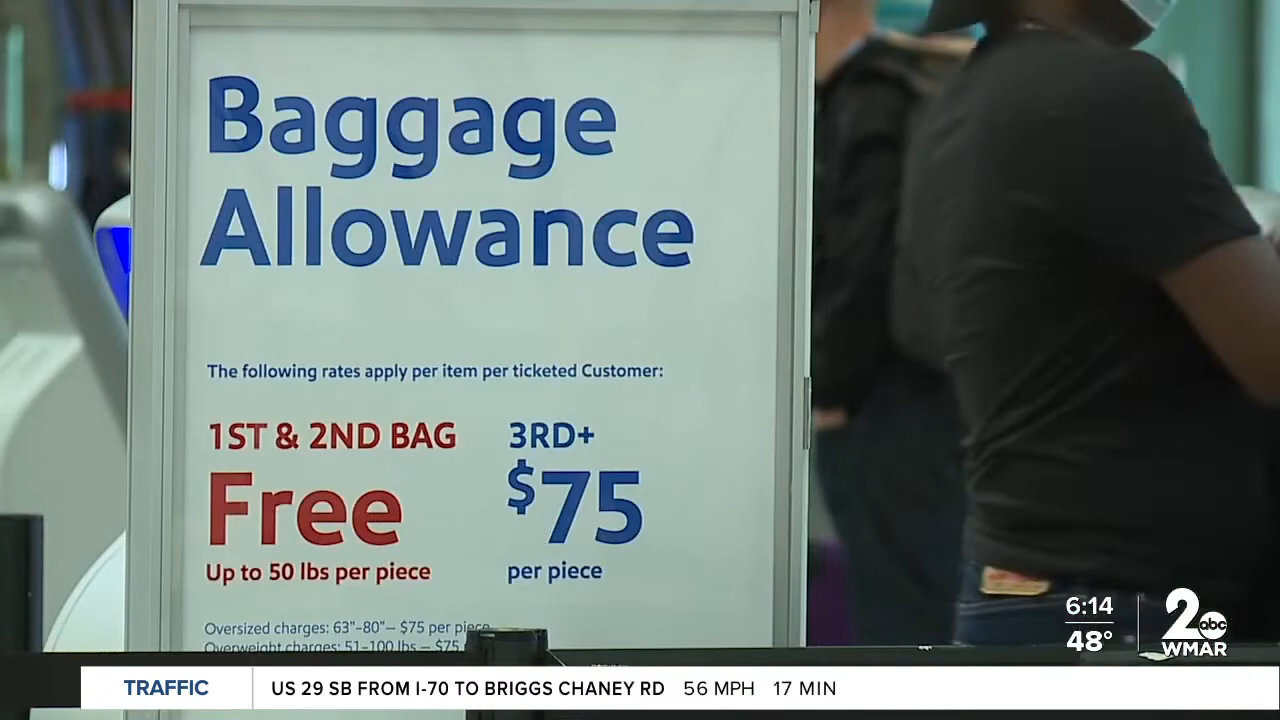 Baggage
Allowance
The following rates apply per item per ticketed Customer:
1ST & 2ND BAG
Free
Up to 50 lbs per piece
3RD+
$75
per piece
Oversized charges: 63"–80"— $75 per piece
Overweight charges: 51–100 lbs — $75
6:14
48°
2 abc
WMAR
TRAFFIC
US 29 SB FROM I-70 TO BRIGGS CHANEY RD 56 MPH 17 MIN